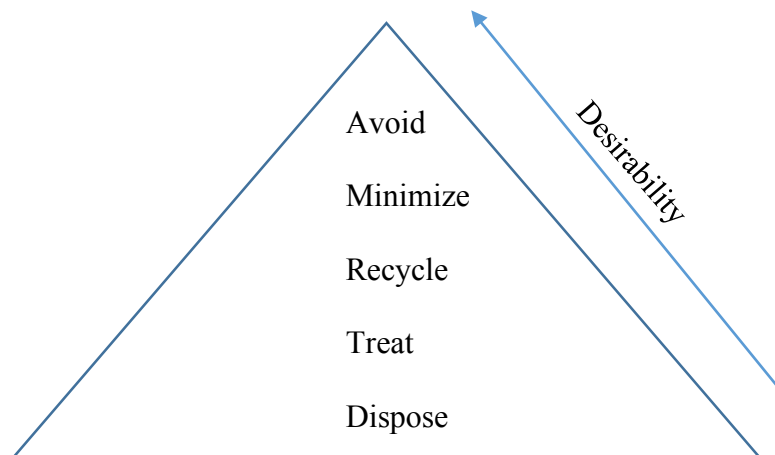 Avoid
Desirability
Minimize
Recycle
Treat
Dispose